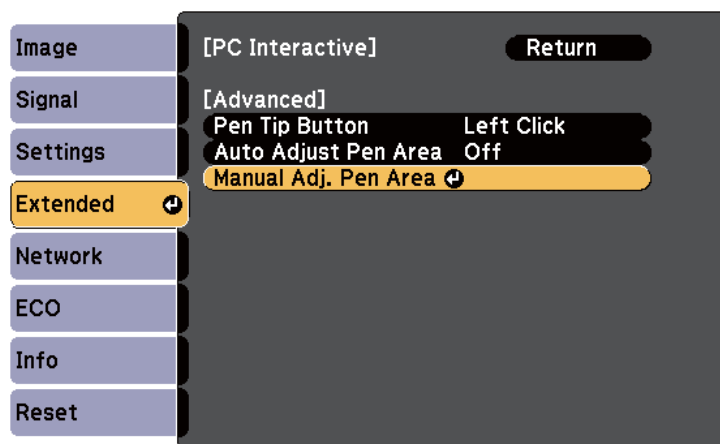 Image
Signal
Settings
Extended
Network
ECO
Info
Reset
[PC Interactive] Return
[Advanced]
Pen Tip Button Left Click
Auto Adjust Pen Area Off
Manual Adj. Pen Area